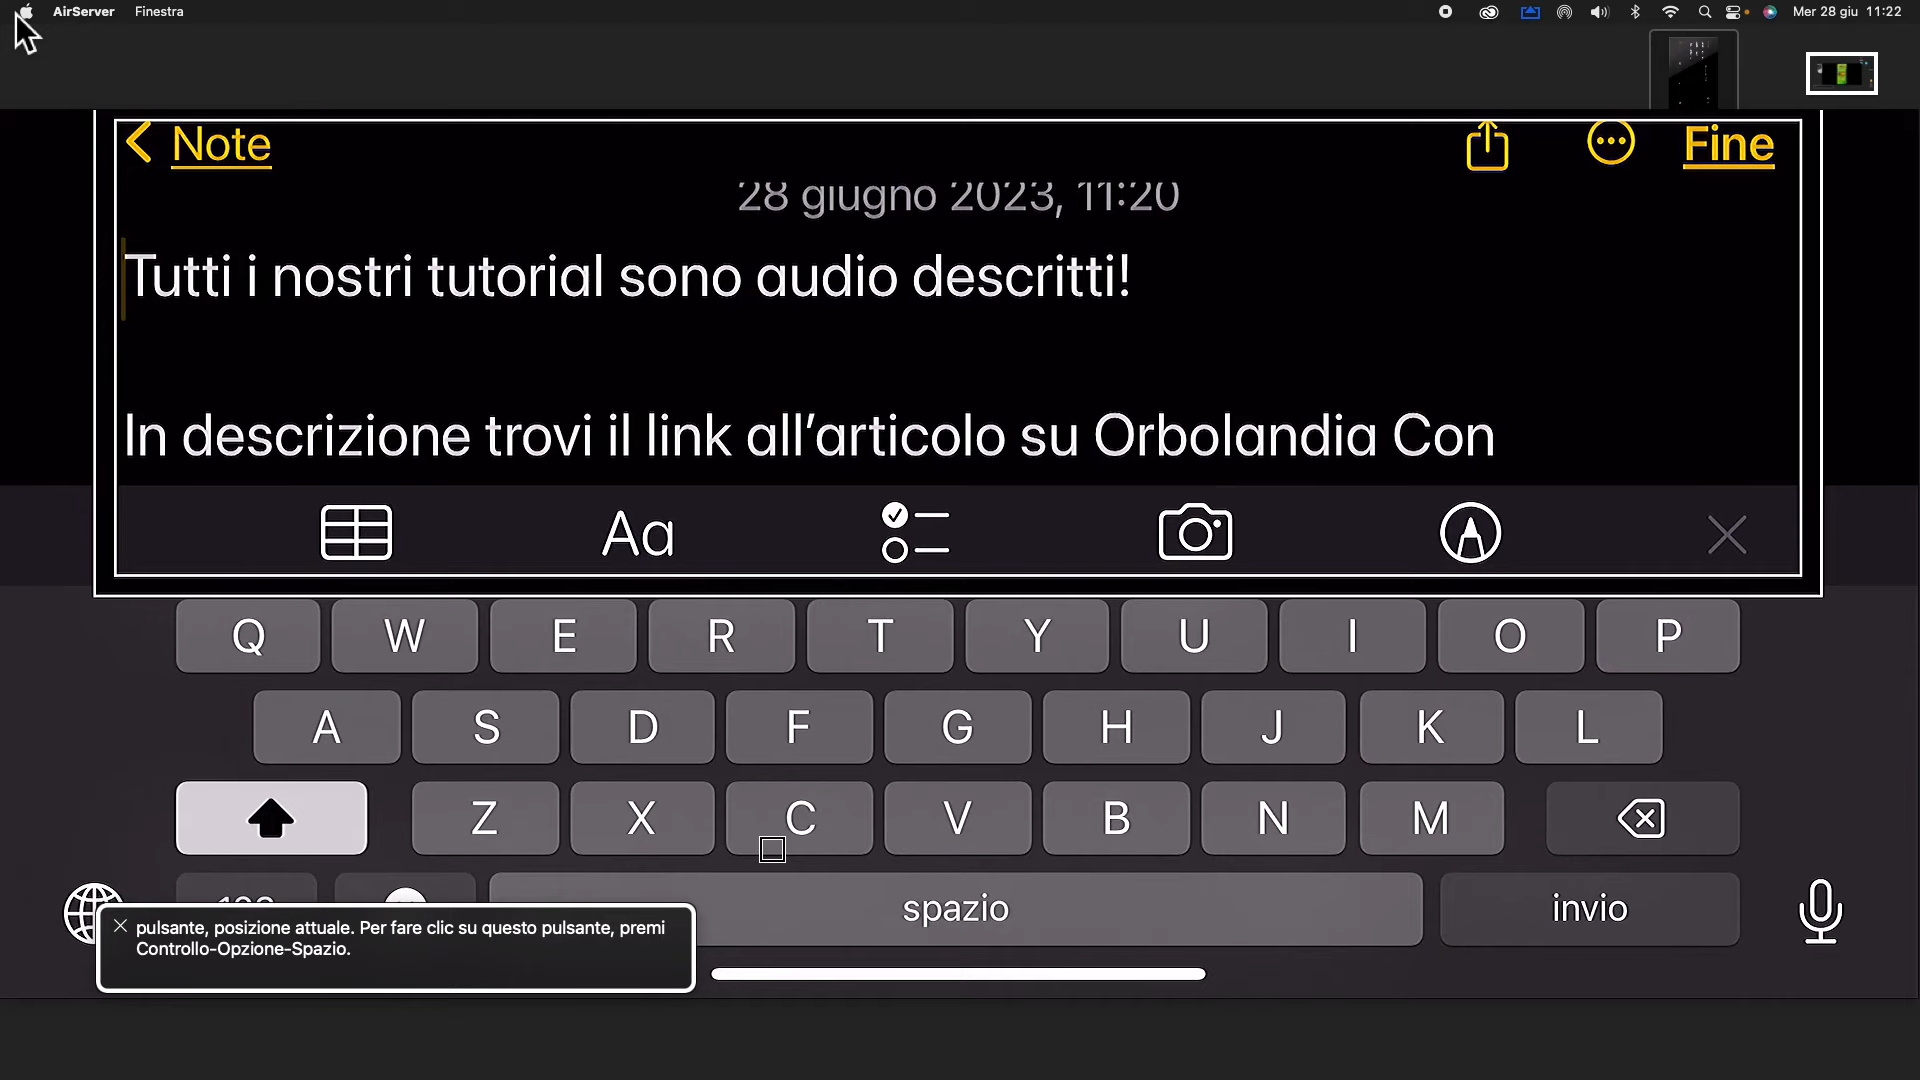 AirServer Finestra
Mer 28 giu 11:22
Note
Fine
28 giugno 2023, 11:20
Tutti i nostri tutorial sono audio descritti!
In descrizione trovi il link all’articolo su Orbolandia Con
Aa
Q W E R T Y U I O P
A S D F G H J K L
Z X C V B N M
spazio
invio
pulsante, posizione attuale. Per fare clic su questo pulsante, premi
Controllo-Opzione-Spazio.